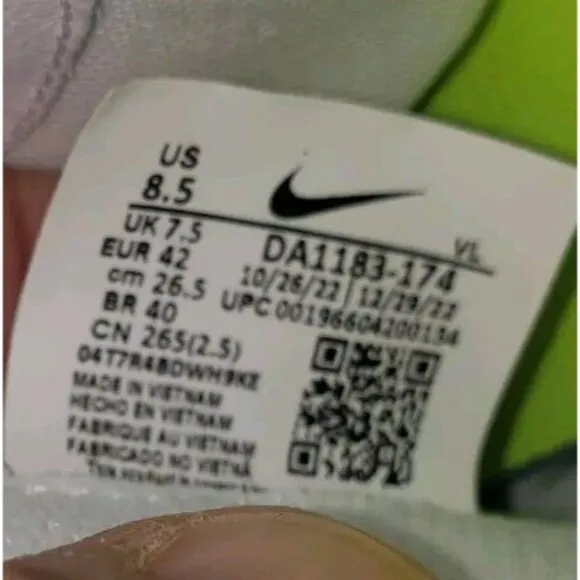 US
8.5
VL
UK 7.5
EUR 42
cm 26.5
BR 40
CN 265(2.5)
DA1183-174
10/26/22 12/29/22
UPC 00196604200134
MADE IN VIETNAM
HECHO EN VIETNAM
FABRIQUE AU VIETNAM
FABRICADO NO VIETNÃ